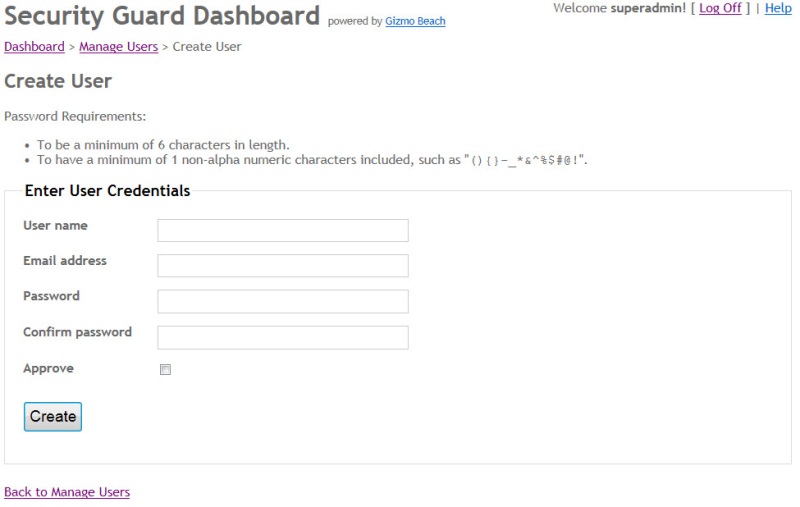 Security Guard Dashboard powered by Gizmo Beach
Welcome superadmin! [ Log Off ] | Help
Dashboard > Manage Users > Create User
Create User
Password Requirements:
• To be a minimum of 6 characters in length.
• To have a minimum of 1 non-alpha numeric characters included, such as "(){}-_*&^%$#@!".
Enter User Credentials
User name
Email address
Password
Confirm password
Approve
Create
Back to Manage Users